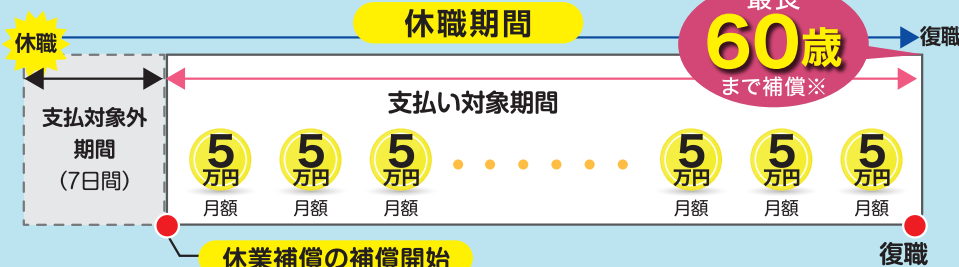 休職期間
最長
60歳
まで補償※
休職
復職
支払対象外
期間
（7日間）
支払い対象期間
5
万円
月額
5
万円
月額
5
万円
月額
5
万円
月額
5
万円
月額
5
万円
月額
休業補償の補償開始
復職